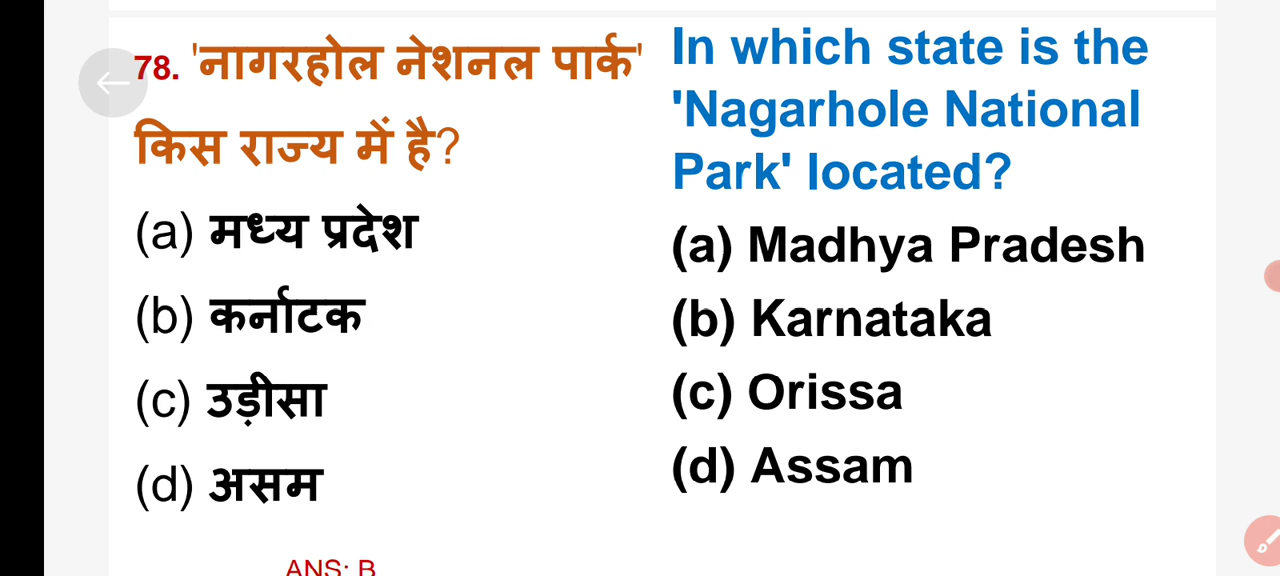 78. 'नागरहोल नेशनल पार्क'
किस राज्य में है?
(a) मध्य प्रदेश
(b) कर्नाटक
(c) उड़ीसा
(d) असम
ANS: B
In which state is the
'Nagarhole National
Park' located?
(a) Madhya Pradesh
(b) Karnataka
(c) Orissa
(d) Assam